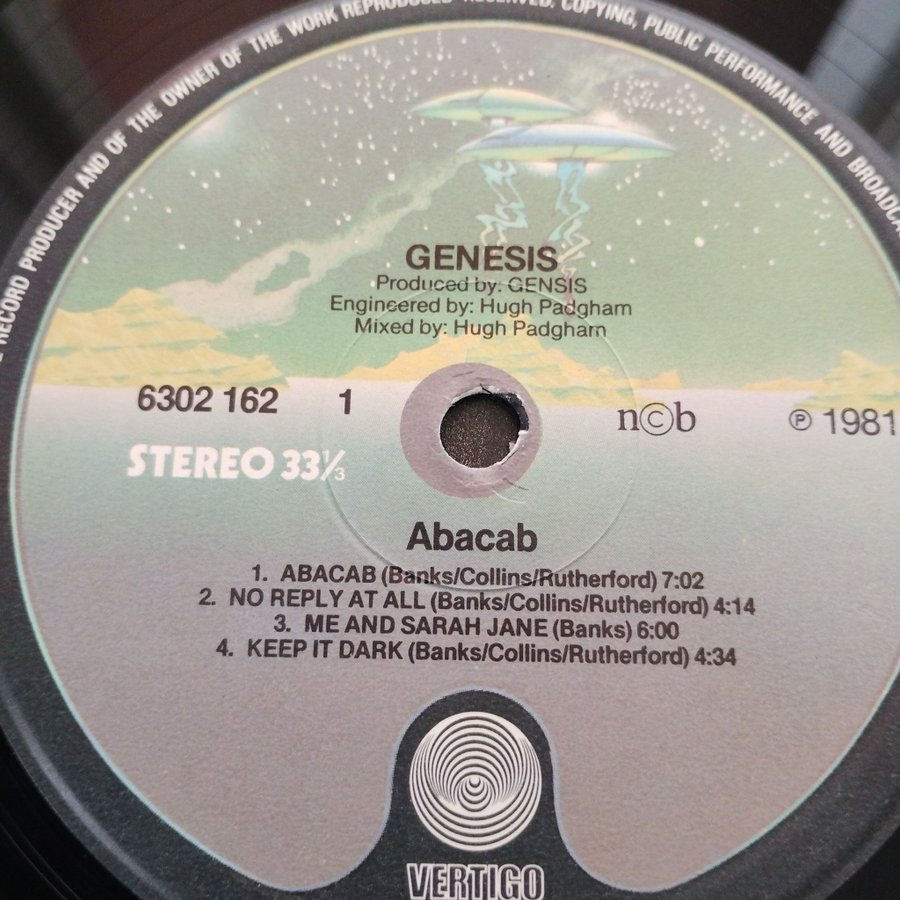 RECORD PRODUCER AND OF THE OWNER OF THE WORK REPRODUCED RESERVED. COPYING, PUBLIC PERFORMANCE AND
GENESIS
Produced by: GENSIS
Engineered by: Hugh Padgham
Mixed by: Hugh Padgham
6302 162 1
n©b
℗ 1981
STEREO 33⅓
Abacab
1. ABACAB (Banks/Collins/Rutherford) 7:02
2. NO REPLY AT ALL (Banks/Collins/Rutherford) 4:14
3. ME AND SARAH JANE (Banks) 6:00
4. KEEP IT DARK (Banks/Collins/Rutherford) 4:34
VERTIGO